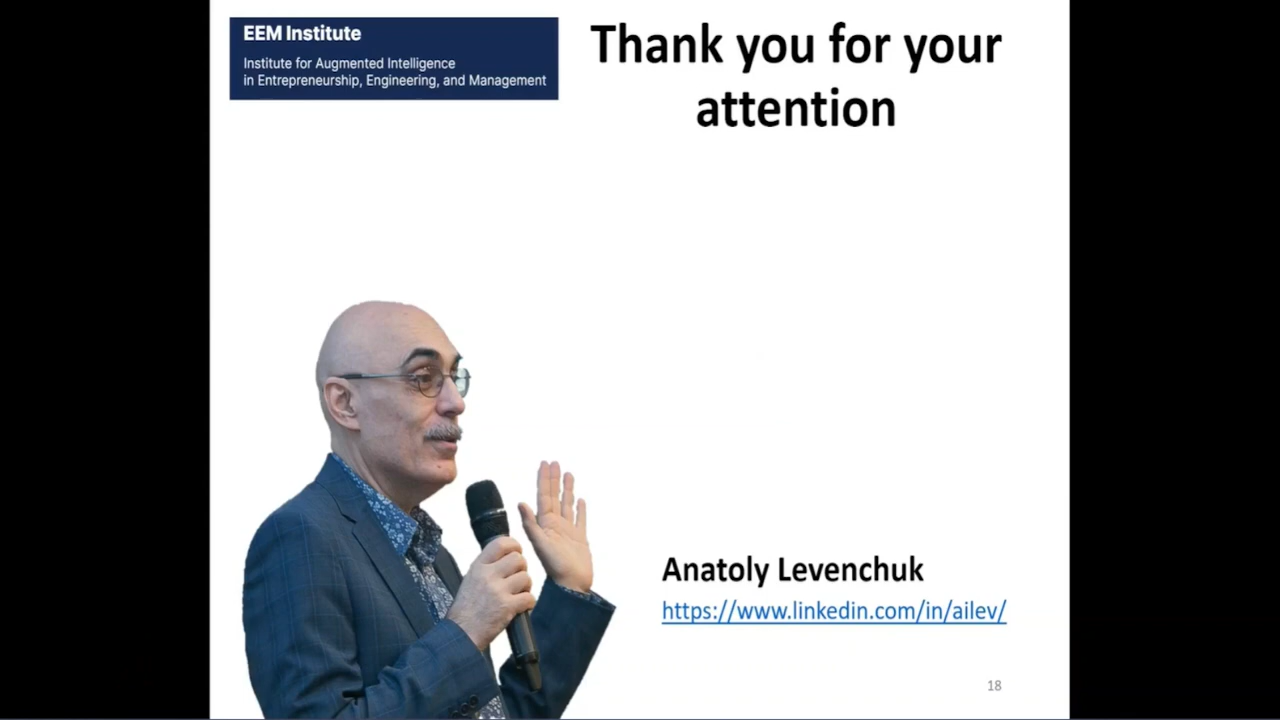 EEM Institute
Institute for Augmented Intelligence
in Entrepreneurship, Engineering, and Management
Thank you for your
attention
Anatoly Levenchuk
https://www.linkedin.com/in/ailev/
18